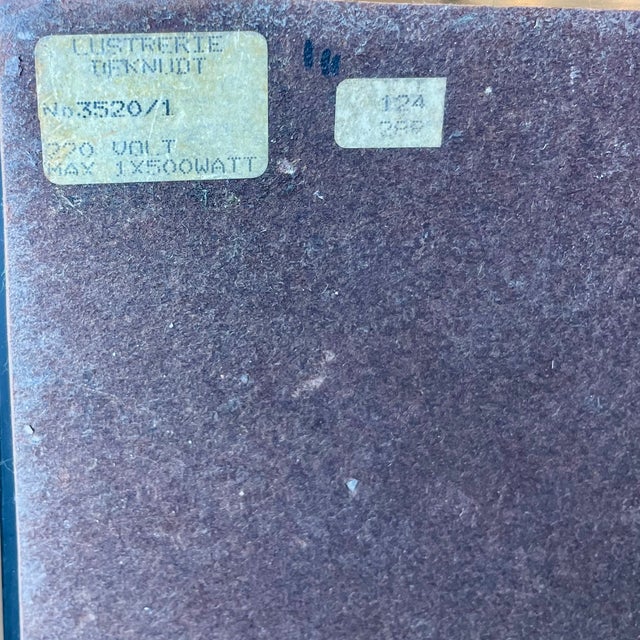 LUSTRERIE
DEKNUDT
No3520/1
220 VOLT
MAX 1X500WATT
124